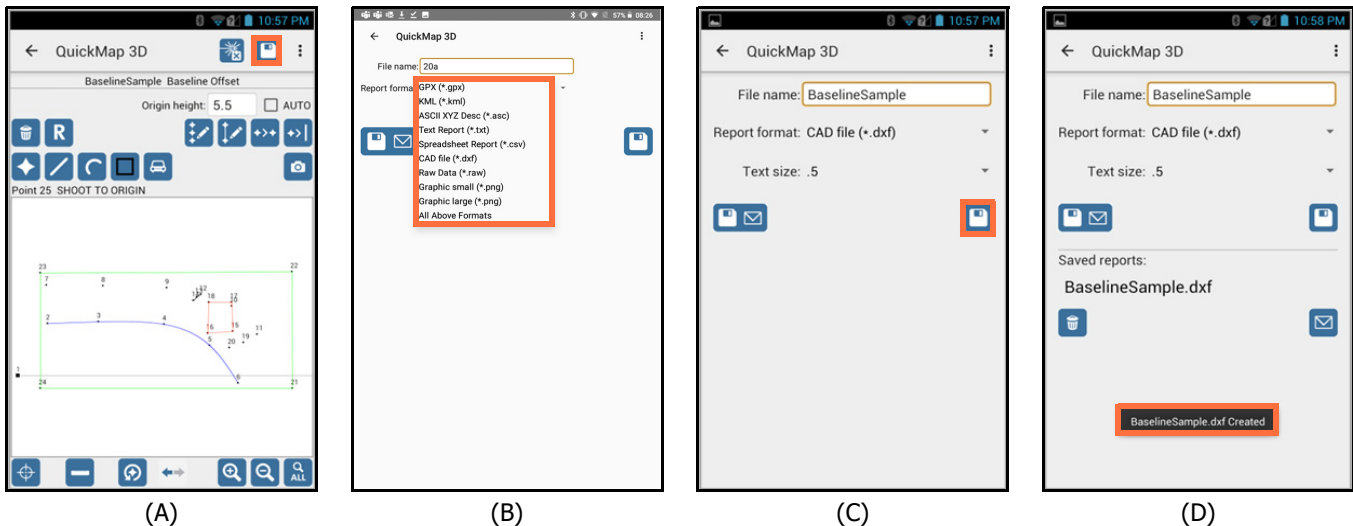 10:57 PM
QuickMap 3D
BaselineSample Baseline Offset
Origin height: 5.5 AUTO
R
Point 25 SHOOT TO ORIGIN
23
22
7
8
9
18
17
2
3
4
16
15
5
20
19
11
1
24
6
21
ALL
(A)
57% 08:26
QuickMap 3D
File name: 20a
Report forma
GPX (*.gpx)
KML (*.kml)
ASCII XYZ Desc (*.asc)
Text Report (*.txt)
Spreadsheet Report (*.csv)
CAD file (*.dxf)
Raw Data (*.raw)
Graphic small (*.png)
Graphic large (*.png)
All Above Formats
(B)
10:57 PM
QuickMap 3D
File name: BaselineSample
Report format: CAD file (*.dxf)
Text size: .5
(C)
10:58 PM
QuickMap 3D
File name: BaselineSample
Report format: CAD file (*.dxf)
Text size: .5
Saved reports:
BaselineSample.dxf
BaselineSample.dxf Created
(D)